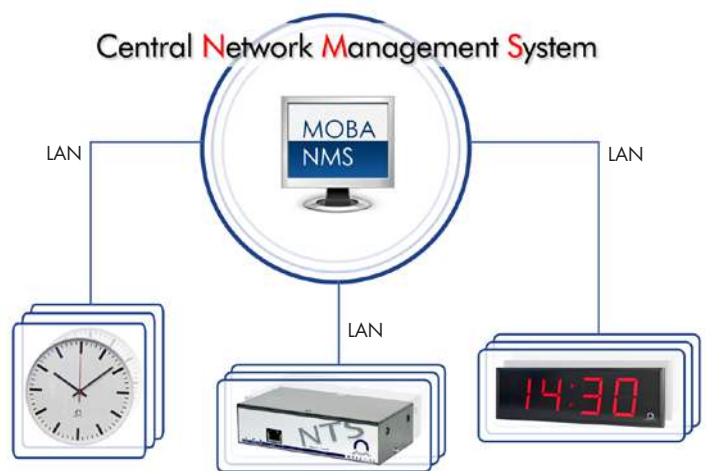 Central Network Management System
MOBA
NMS
LAN
LAN
LAN
NTS
14:30